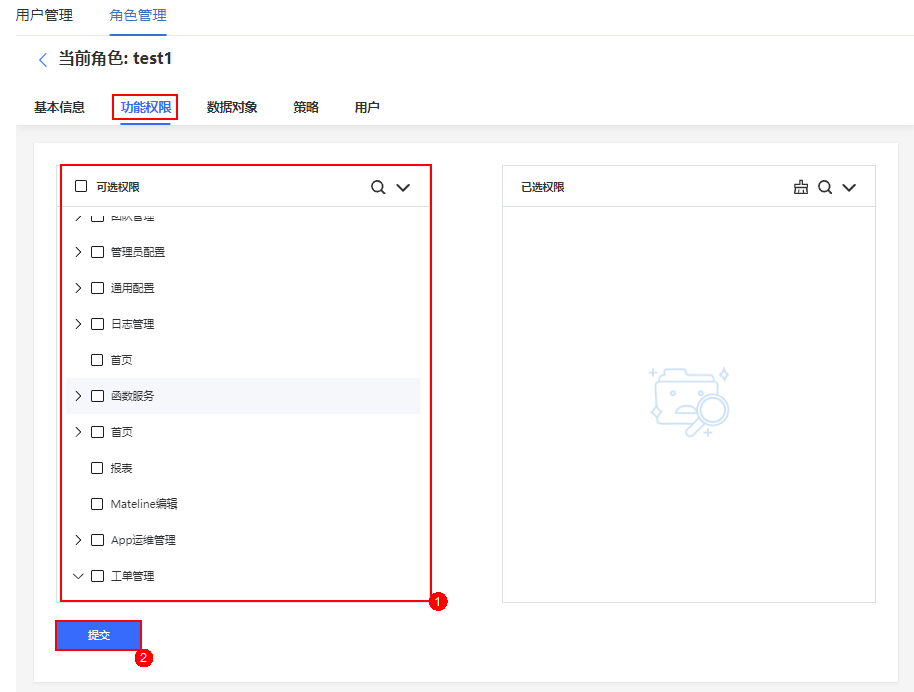 用户管理 角色管理
当前角色: test1
基本信息 功能权限 数据对象 策略 用户
可选权限
已选权限
团队管理
管理员配置
通用配置
日志管理
首页
函数服务
首页
报表
Mateline编辑
App运维管理
工单管理
1
提交
2